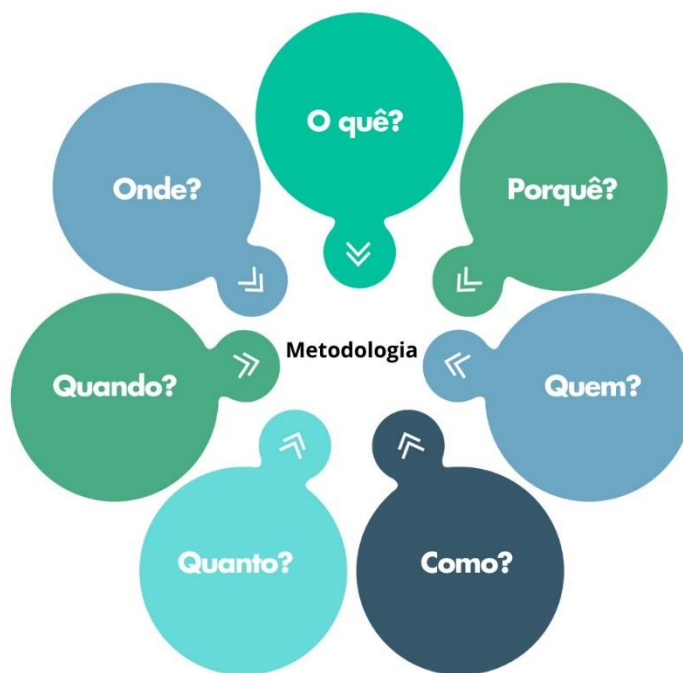 O quê?
Porquê?
Quem?
Como?
Quanto?
Quando?
Onde?
Metodologia